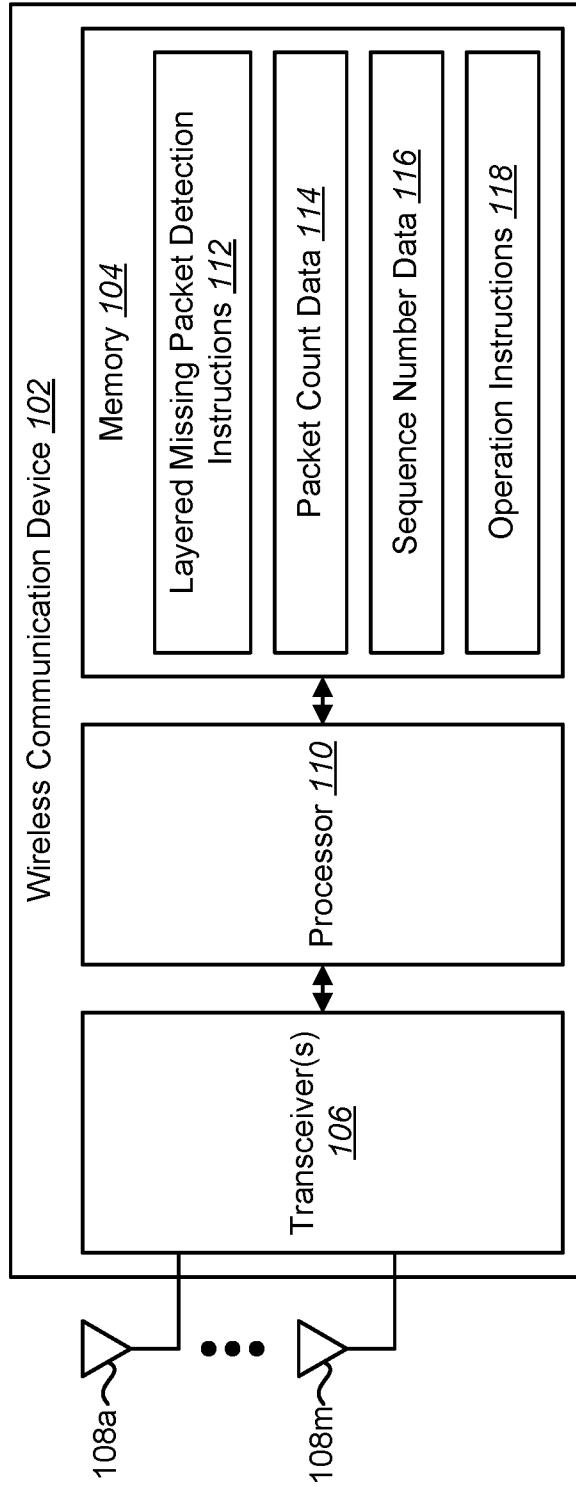 Wireless Communication Device 102
108a
108m
Transceiver(s)
106
Processor 110
Memory 104
Layered Missing Packet Detection
Instructions 112
Packet Count Data 114
Sequence Number Data 116
Operation Instructions 118